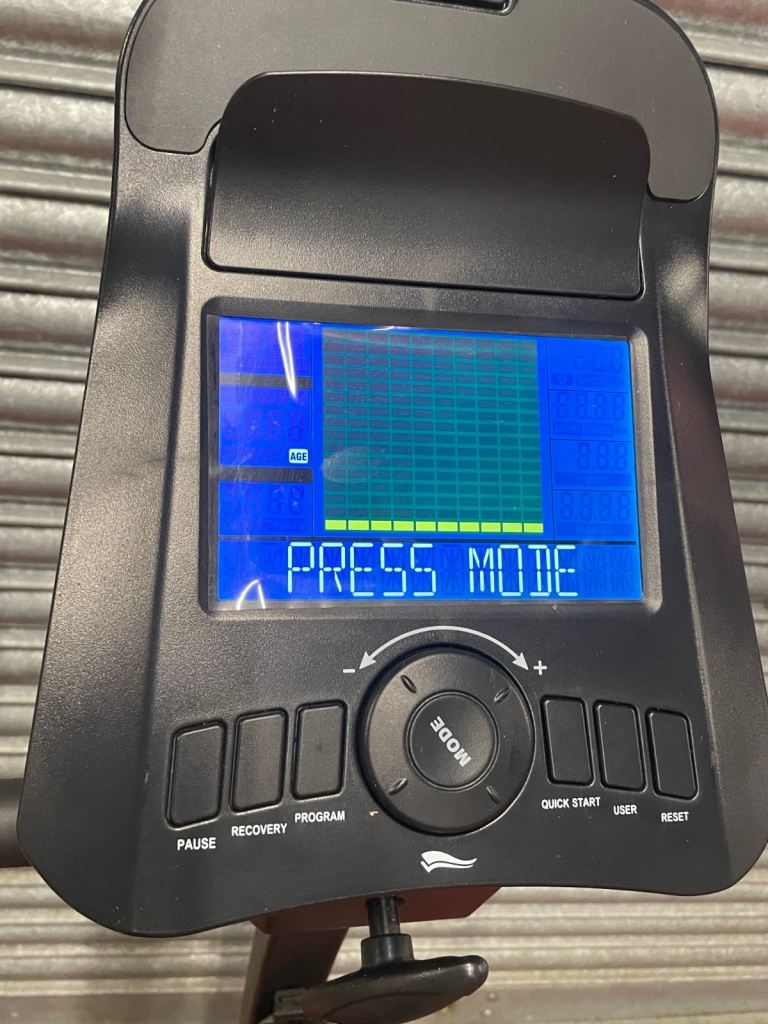 AGE
PRESS MODE
- +
MODE
PAUSE
RECOVERY
PROGRAM
QUICK START
USER
RESET